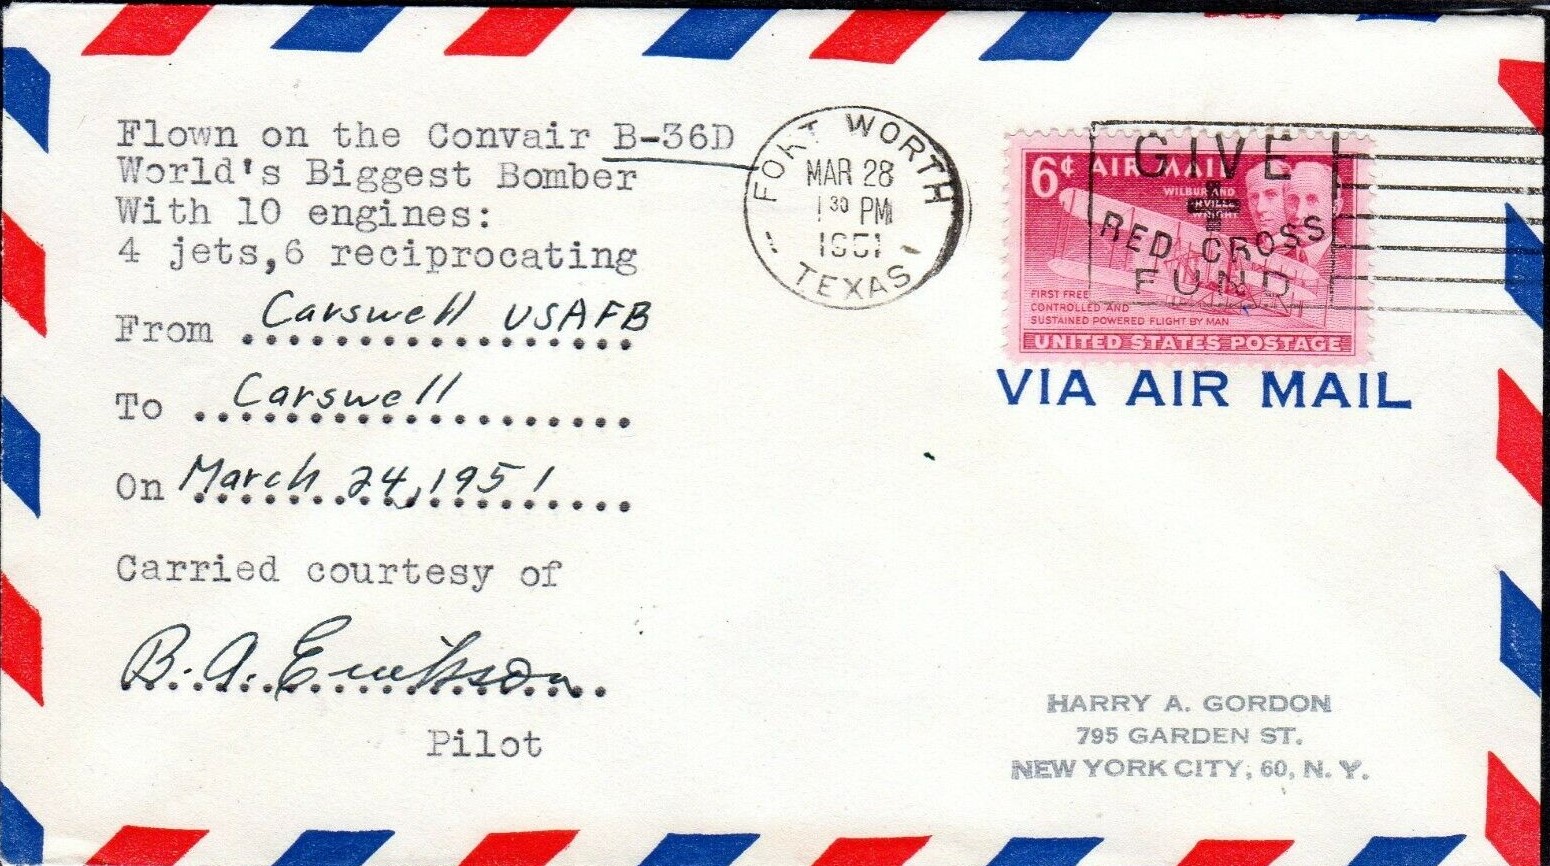 Flown on the Convair B-36D
World's Biggest Bomber
With 10 engines:
4 jets,6 reciprocating
From Carswell USAFB
To Carswell
On March 24, 1951
Carried courtesy of
B. A. Erickson
Pilot
FORT WORTH
MAR 28
1 30 PM
1951
TEXAS
GIVE
RED CROSS
FUND
6¢ AIR MAIL
WILBUR AND
ORVILLE
WRIGHT
FIRST FREE
CONTROLLED AND
SUSTAINED POWERED FLIGHT BY MAN
UNITED STATES POSTAGE
VIA AIR MAIL
HARRY A. GORDON
795 GARDEN ST.
NEW YORK CITY, 60, N. Y.